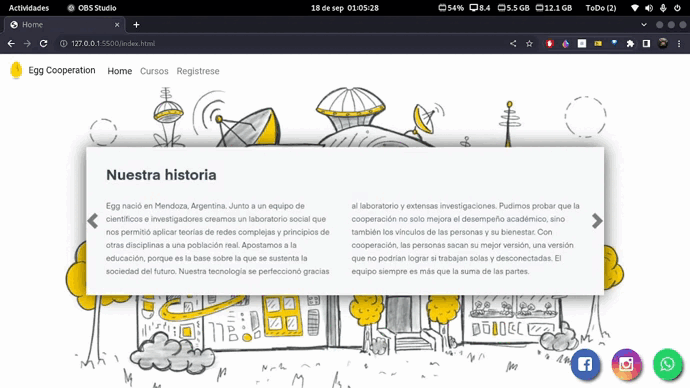 Actividades OBS Studio 18 de sep 01:05:28 54% 8.4 5.5 GB 12.1 GB ToDo (2)
Home
127.0.0.1:5500/index.html
Egg Cooperation Home Cursos Registrese
Nuestra historia
Egg nació en Mendoza, Argentina. Junto a un equipo de
científicos e investigadores creamos un laboratorio social que
nos permitió aplicar teorías de redes complejas y principios de
otras disciplinas a una población real. Apostamos a la
educación, porque es la base sobre la que se sustenta la
sociedad del futuro. Nuestra tecnología se perfeccionó gracias
al laboratorio y extensas investigaciones. Pudimos probar que la
cooperación no solo mejora el desempeño académico, sino
también los vínculos de las personas y su bienestar. Con
cooperación, las personas sacan su mejor versión, una versión
que no podrían lograr si trabajan solas y desconectadas. El
equipo siempre es más que la suma de las partes.